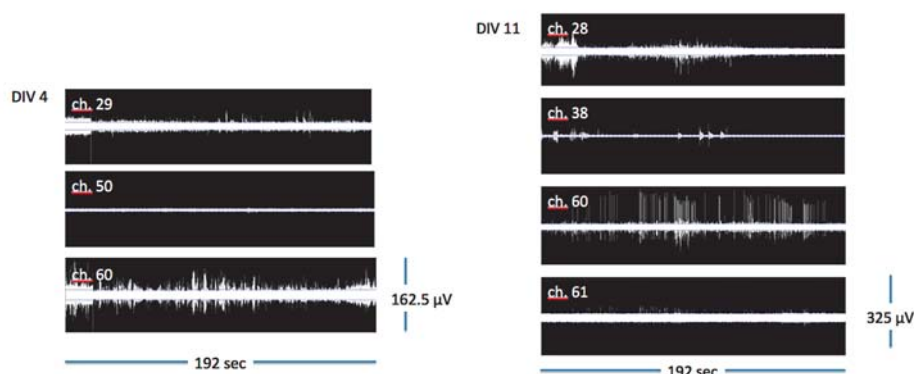 DIV 4
ch. 29
ch. 50
ch. 60
162.5 µV
192 sec
DIV 11
ch. 28
ch. 38
ch. 60
ch. 61
325 µV
192 sec